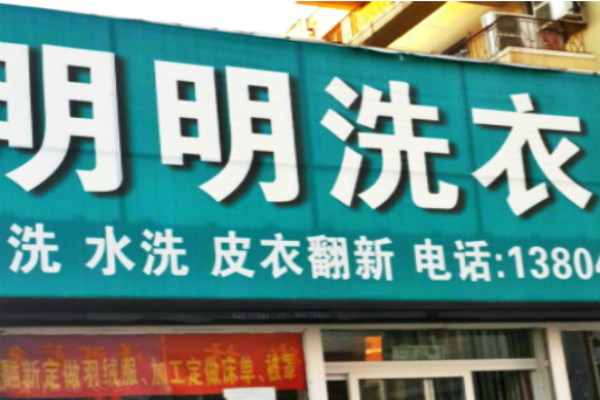 明明洗衣
洗 水洗 皮衣翻新 电话:13804
翻新定做羽绒服、加工定做床单、被罩